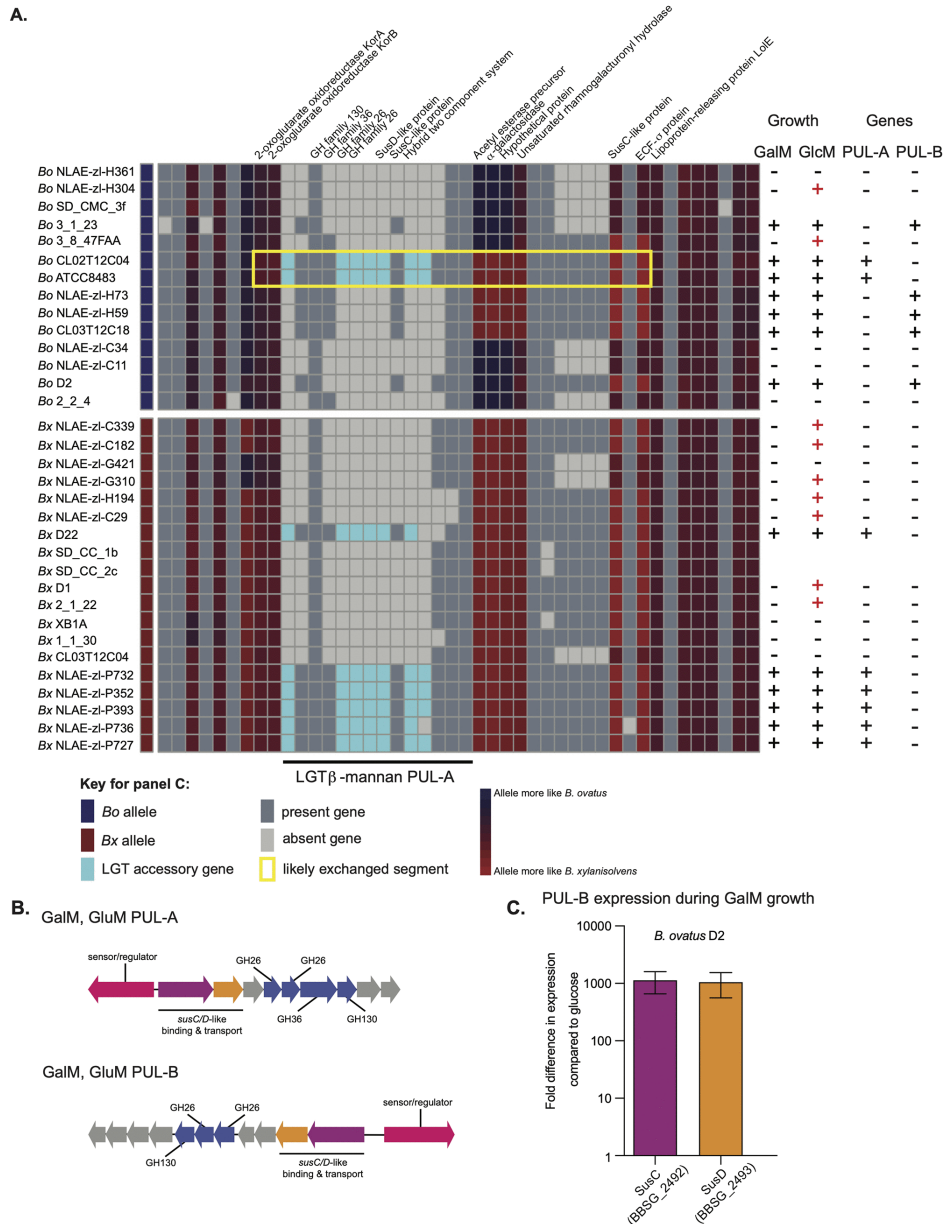 A.
2-oxoglutarate oxidoreductase KorA
2-oxoglutarate oxidoreductase KorB
GH family 130
GH family 36
GH family 26
GH family 26
SusD-like protein
SusC-like protein
Hybrid two component system
Acetyl esterase precursor
α-galactosidase
Hypothetical protein
Unsaturated rhamnogalacturonyl hydrolase
SusC-like protein
ECF-σ protein
Lipoprotein-releasing protein LolE
Growth Genes
GalM GlcM PUL-A PUL-B
Bo NLAE-zl-H361 - - - -
Bo NLAE-zl-H304 - + - -
Bo SD_CMC_3f - -
Bo 3_1_23 + + - +
Bo 3_8_47FAA - + - -
Bo CL02T12C04 + + + -
Bo ATCC8483 + + + -
Bo NLAE-zl-H73 + + - +
Bo NLAE-zl-H59 + + - +
Bo CL03T12C18 + + - +
Bo NLAE-zl-C34 - - - -
Bo NLAE-zl-C11 - - - -
Bo D2 + + - +
Bo 2_2_4 - - - -
Bx NLAE-zl-C339 - + - -
Bx NLAE-zl-C182 - + - -
Bx NLAE-zl-G421 - - - -
Bx NLAE-zl-G310 - + - -
Bx NLAE-zl-H194 - + - -
Bx NLAE-zl-C29 - + - -
Bx D22 + + + -
Bx SD_CC_1b - -
Bx SD_CC_2c - -
Bx D1 - + - -
Bx 2_1_22 - + - -
Bx XB1A - - - -
Bx 1_1_30 - - - -
Bx CL03T12C04 - - - -
Bx NLAE-zl-P732 + + + -
Bx NLAE-zl-P352 + + + -
Bx NLAE-zl-P393 + + + -
Bx NLAE-zl-P736 + + + -
Bx NLAE-zl-P727 + + + -
LGTβ-mannan PUL-A
Key for panel C:
Bo allele
Bx allele
LGT accessory gene
present gene
absent gene
likely exchanged segment
Allele more like B. ovatus
Allele more like B. xylanisolvens
B.
GalM, GluM PUL-A
sensor/regulator
GH26
GH26
GH36
GH130
susC/D-like
binding & transport
GalM, GluM PUL-B
GH26
GH26
GH130
sensor/regulator
susC/D-like
binding & transport
C.
PUL-B expression during GalM growth
B. ovatus D2
Fold difference in expression
compared to glucose
10000
1000
100
10
1
SusC
(BBSG_2492)
SusD
(BBSG_2493)